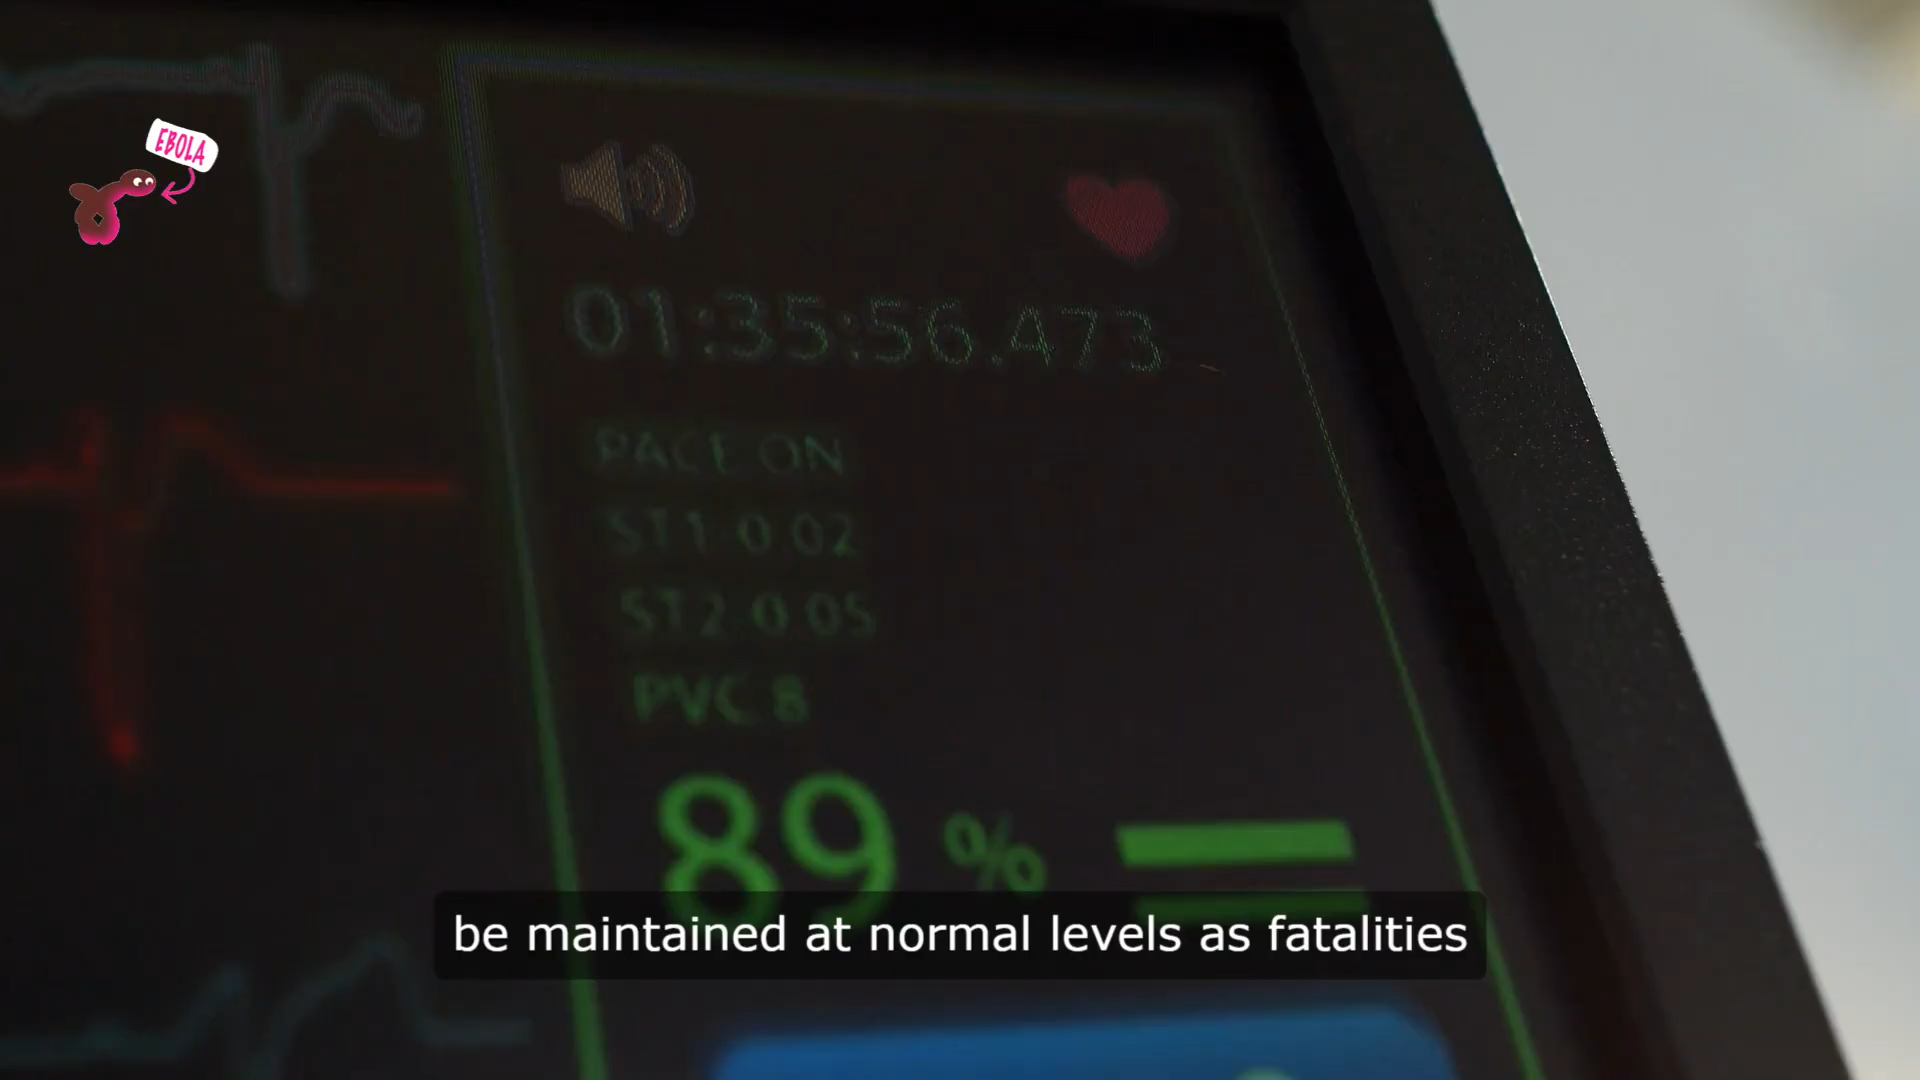 EBOLA
01:35:56.473
PACE ON
ST1 0.02
ST2 0.05
PVC 8
89 %
be maintained at normal levels as fatalities